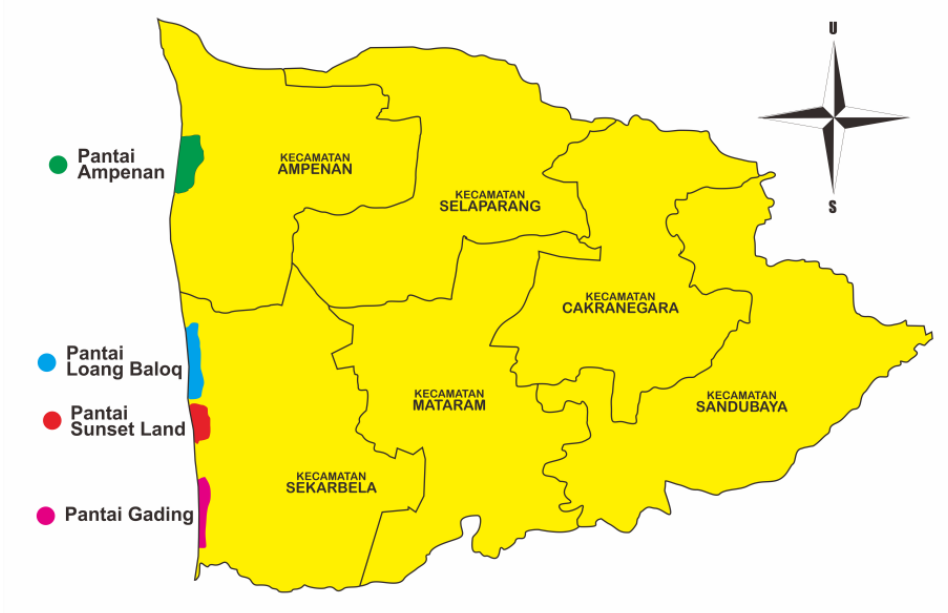 U
S
Pantai
Ampenan
KECAMATAN
AMPENAN
KECAMATAN
SELAPARANG
KECAMATAN
CAKRANEGARA
Pantai
Loang Baloq
KECAMATAN
MATARAM
KECAMATAN
SANDUBAYA
Pantai
Sunset Land
KECAMATAN
SEKARBELA
Pantai Gading